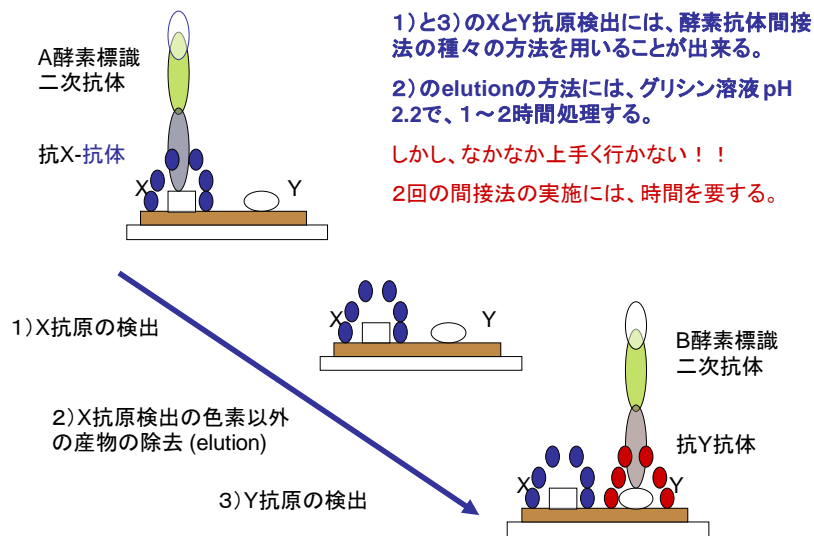 A酵素標識
二次抗体
抗X-抗体
X
Y
1)と3)のXとY抗原検出には、酵素抗体間接
法の種々の方法を用いることが出来る。
2)のelutionの方法には、グリシン溶液pH
2.2で、1~2時間処理する。
しかし、なかなか上手く行かない！！
2回の間接法の実施には、時間を要する。
1)X抗原の検出
X
Y
B酵素標識
二次抗体
2)X抗原検出の色素以外
の産物の除去 (elution)
抗Y抗体
3)Y抗原の検出
X
Y